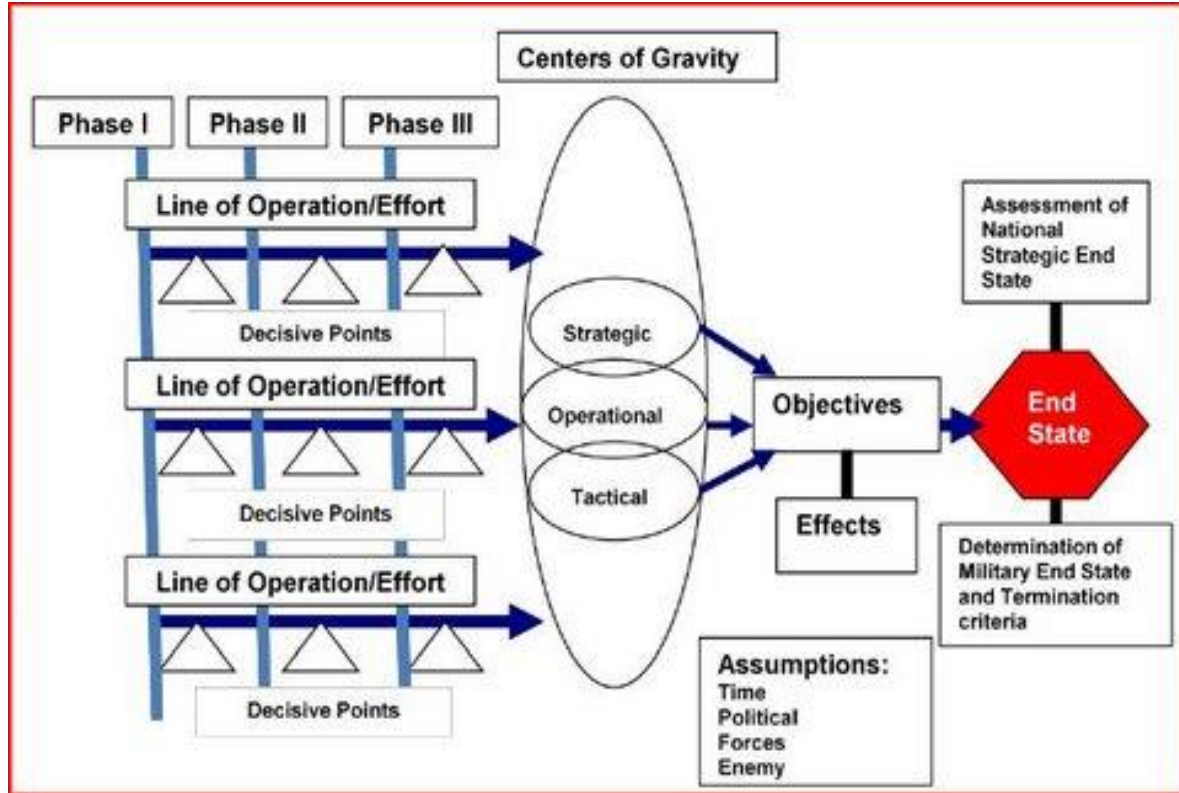 Centers of Gravity
Phase I
Phase II
Phase III
Line of Operation/Effort
Decisive Points
Line of Operation/Effort
Decisive Points
Line of Operation/Effort
Decisive Points
Strategic
Operational
Tactical
Objectives
Effects
Assessment of
National
Strategic End
State
End
State
Determination of
Military End State
and Termination
criteria
Assumptions:
Time
Political
Forces
Enemy